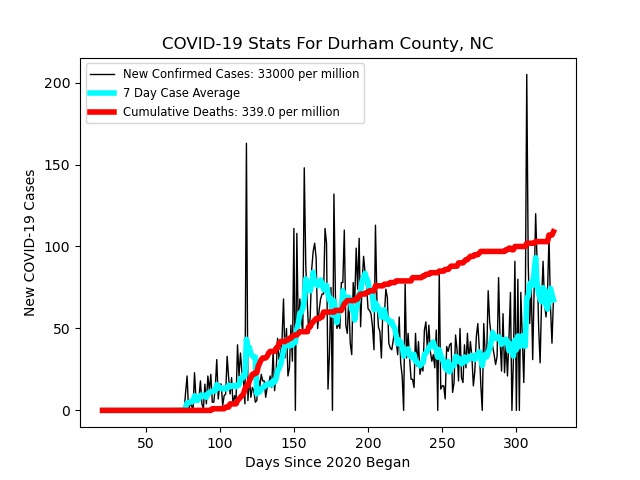 COVID-19 Stats For Durham County, NC
New Confirmed Cases: 33000 per million
7 Day Case Average
Cumulative Deaths: 339.0 per million
New COVID-19 Cases
200
150
100
50
0
50 100 150 200 250 300
Days Since 2020 Began